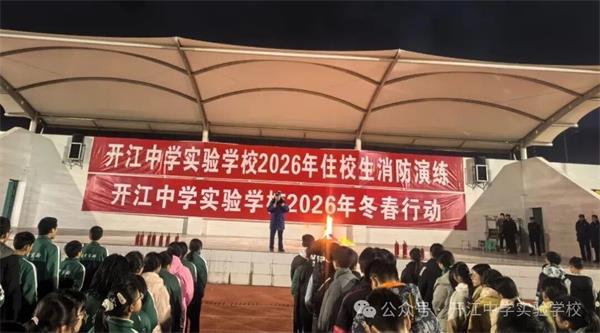 开江中学实验学校2026年住校生消防演练
开江中学实验学校2026年冬春行动
公众号·开江中学实验学校